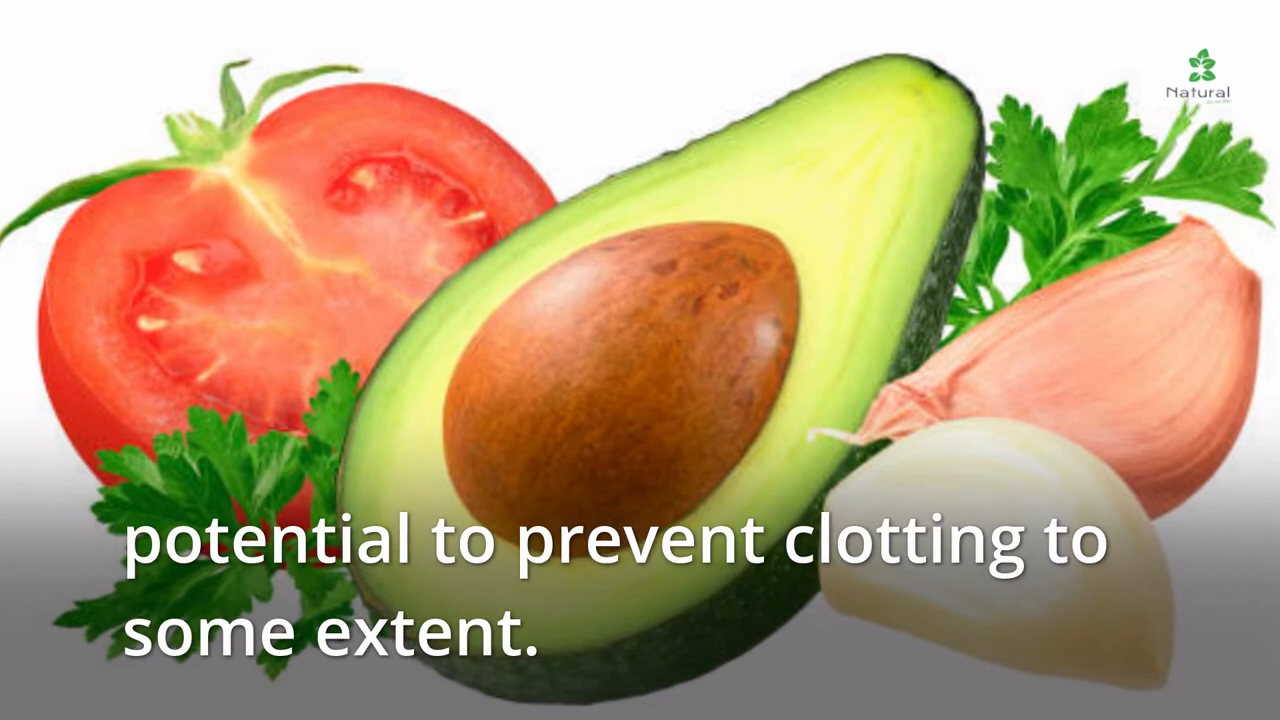 Natural
potential to prevent clotting to
some extent.